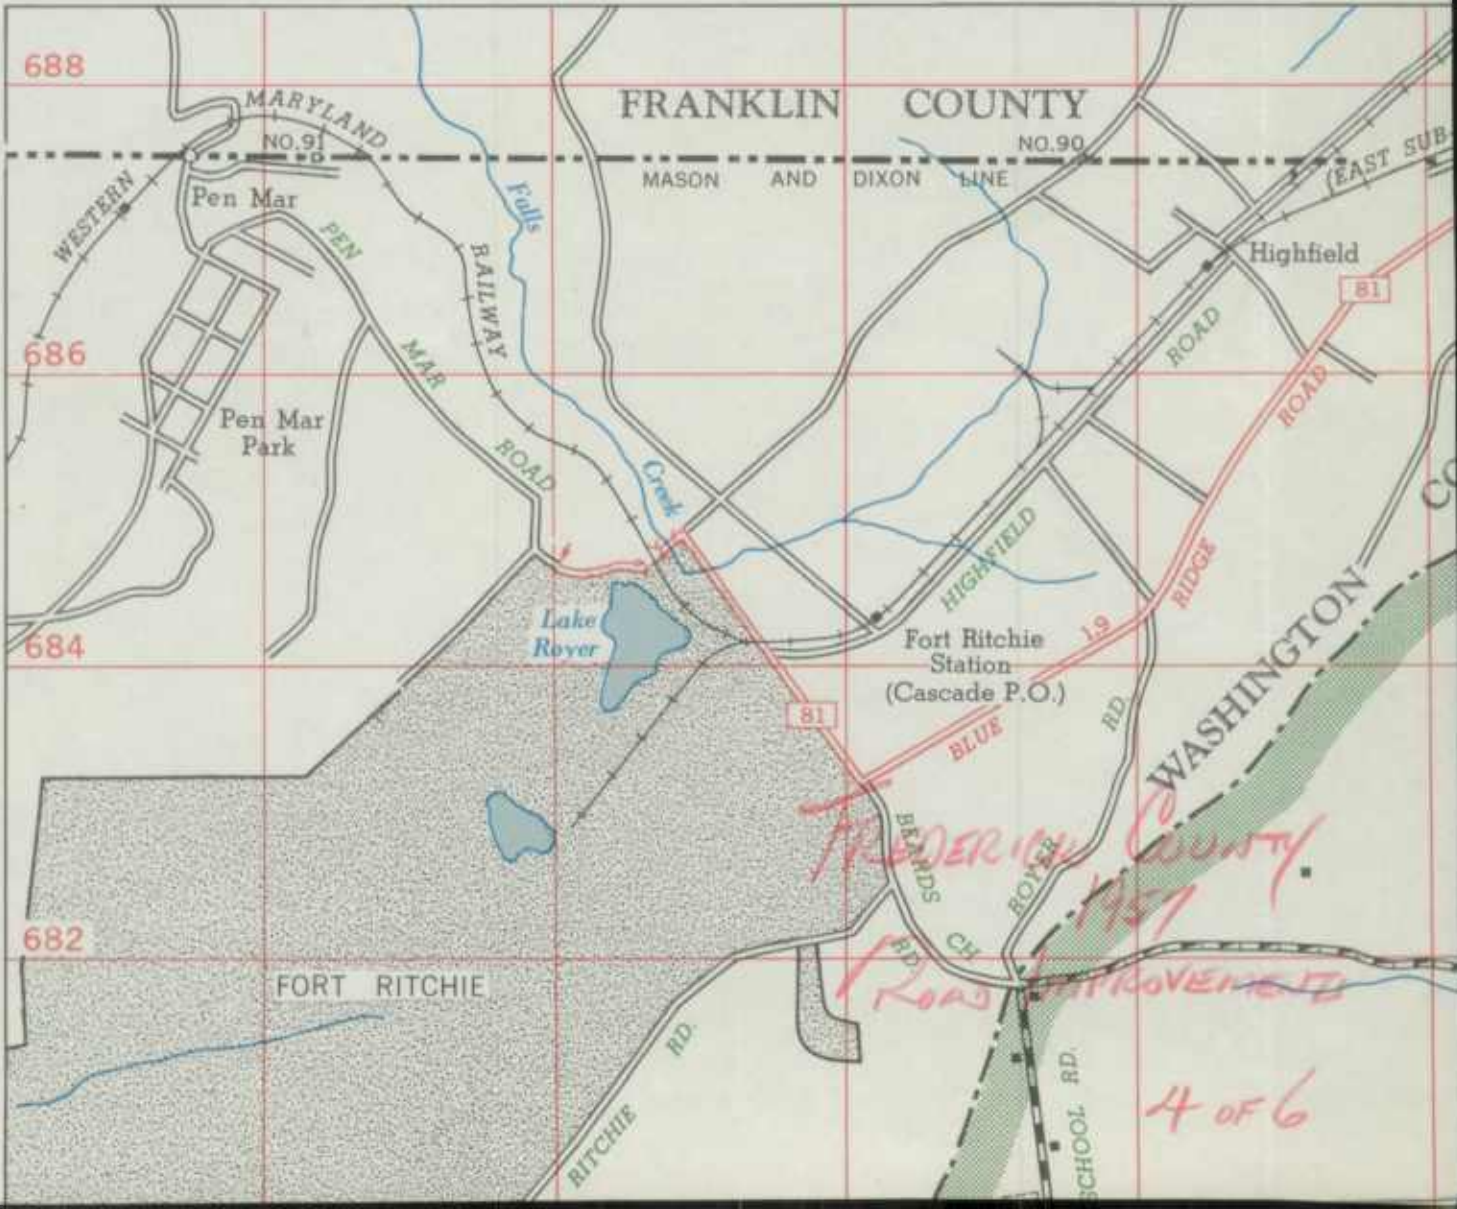 688
FRANKLIN COUNTY
MARYLAND
NO.91
NO.90
MASON AND DIXON LINE
(EAST SUB.
WESTERN
Pen Mar
Falls
PEN
RAILWAY
Highfield
81
ROAD
686
MAR
ROAD
Pen Mar
Park
ROAD
Creek
CO
HIGHFIELD
RIDGE
Lake
Royer
684
Fort Ritchie
Station
(Cascade P.O.)
1.9
WASHINGTON
81
BLUE
RD.
FREDERICK COUNTY
1957
ROAD IMPROVEMENTS
4 OF 6
ROYER
682
RD.
CH
FORT RITCHIE
RITCHIE
RD.
SCHOOL RD.